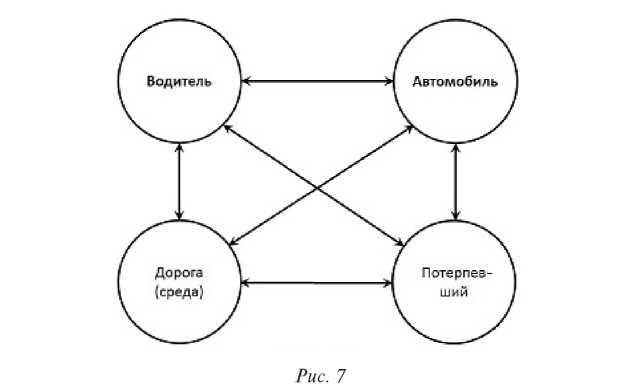 Водитель
Автомобиль
Дорога
(среда)
Потерпев-
ший
Рис. 7